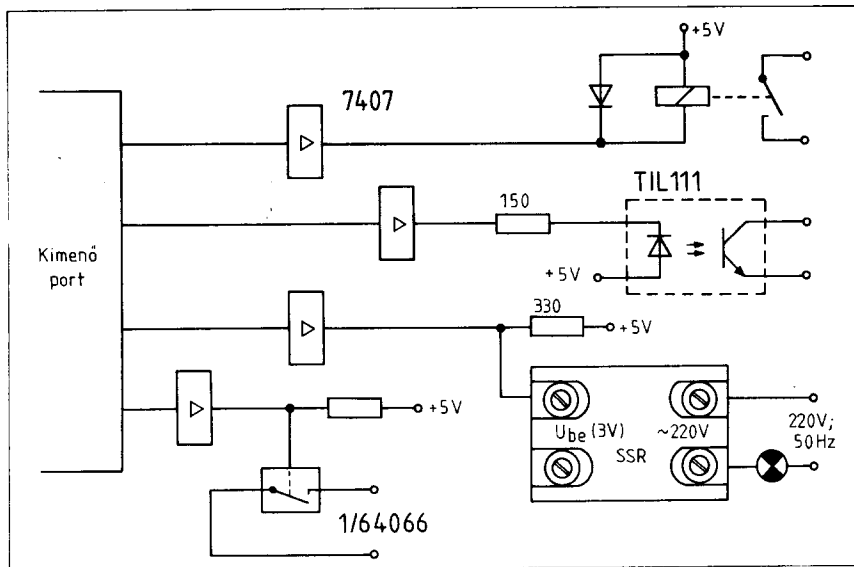 +5V
7407
TIL111
150
Kimenő
port
+5V
330
+5V
+5V
Ube (3V) ~220V
SSR
220V;
50Hz
1/64066